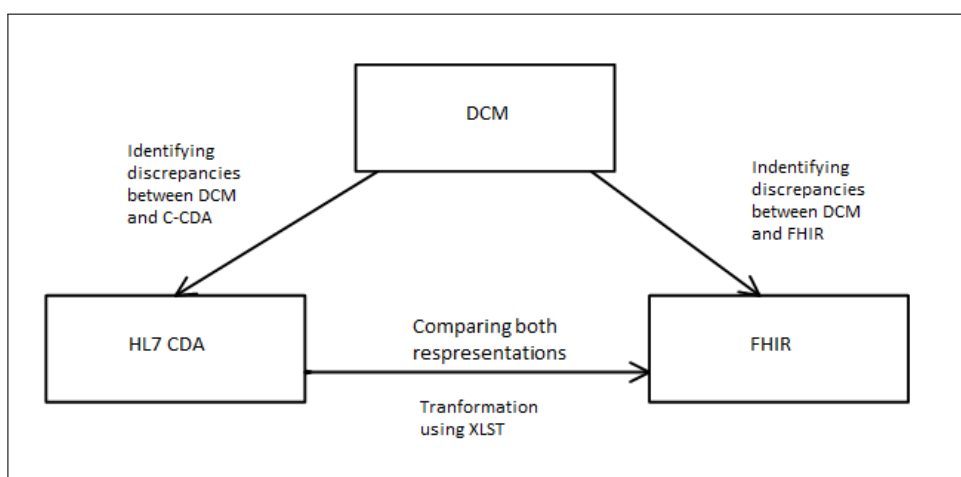 DCM
Identifying
discrepancies
between DCM
and C-CDA
Indentifying
discrepancies
between DCM
and FHIR
HL7 CDA
Comparing both
respresentations
FHIR
Tranformation
using XLST